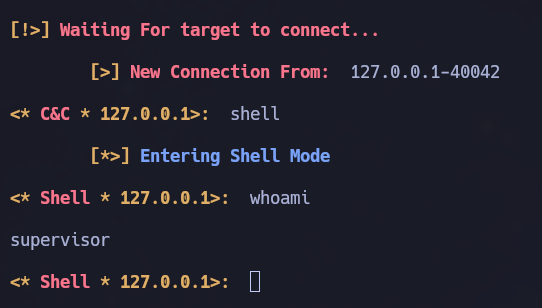 [!>] Waiting For target to connect...
[>] New Connection From: 127.0.0.1-40042
<* C&C * 127.0.0.1>: shell
[*>] Entering Shell Mode
<* Shell * 127.0.0.1>: whoami
supervisor
<* Shell * 127.0.0.1>: